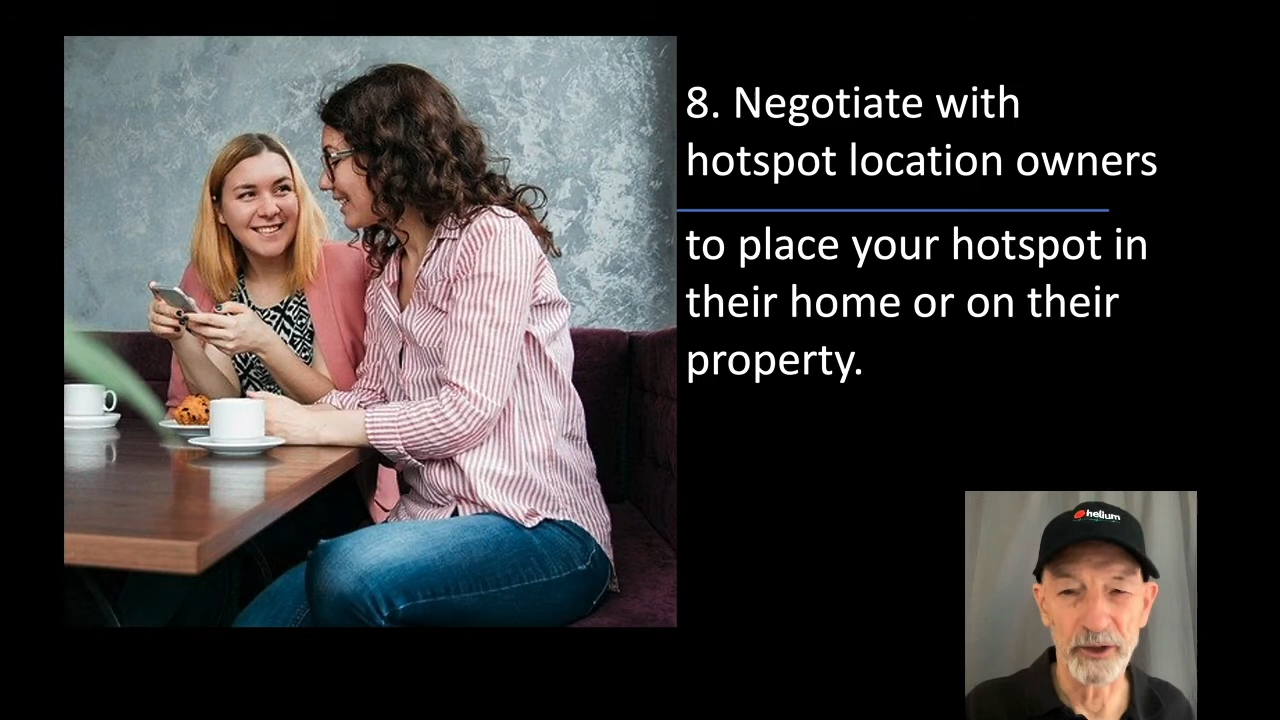 8. Negotiate with
hotspot location owners
to place your hotspot in
their home or on their
property.
helium